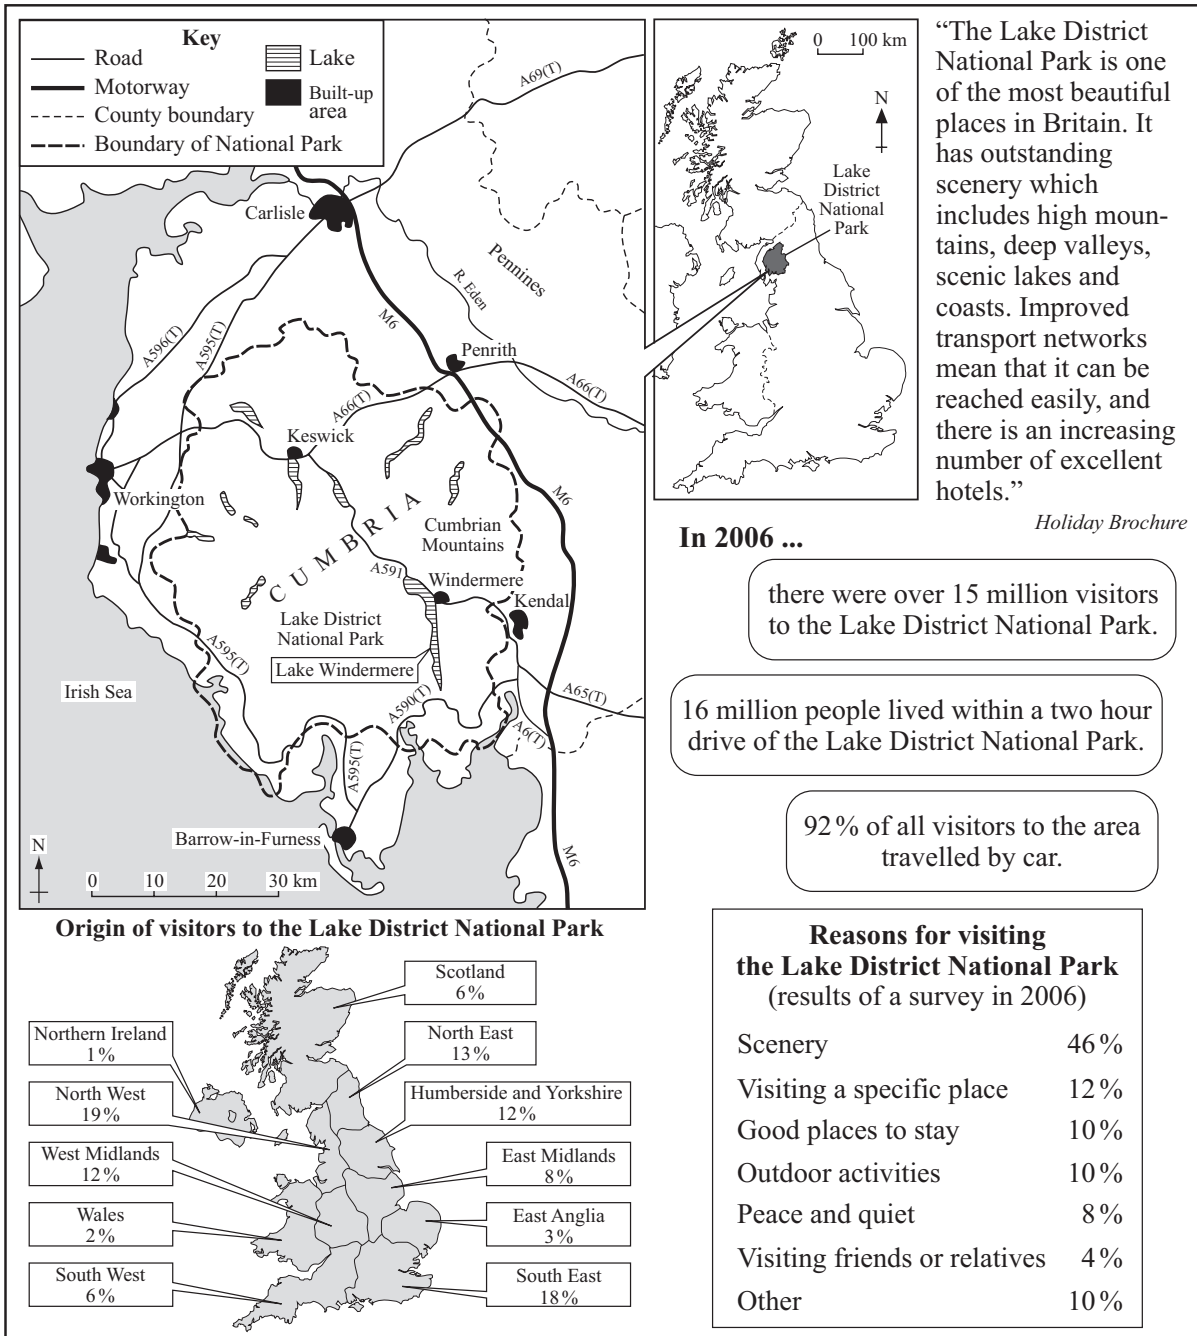 Key
Road
Motorway
County boundary
Boundary of National Park
Lake
Built-up
area
A69(T)
Carlisle
Pennines
R. Eden
M6
A596(T)
A595(T)
Penrith
A66(T)
A66(T)
Keswick
M6
Workington
CUMBRIA
Cumbrian
Mountains
A591
Windermere
Kendal
Lake District
National Park
Lake Windermere
A595(T)
Irish Sea
A590(T)
A65(T)
A6(T)
A595(T)
Barrow-in-Furness
M6
N
0 10 20 30 km
0 100 km
N
Lake
District
National
Park
“The Lake District
National Park is one
of the most beautiful
places in Britain. It
has outstanding
scenery which
includes high moun-
tains, deep valleys,
scenic lakes and
coasts. Improved
transport networks
mean that it can be
reached easily, and
there is an increasing
number of excellent
hotels.”
Holiday Brochure
In 2006 ...
there were over 15 million visitors
to the Lake District National Park.
16 million people lived within a two hour
drive of the Lake District National Park.
92% of all visitors to the area
travelled by car.
Origin of visitors to the Lake District National Park
Scotland
6%
Northern Ireland
1%
North East
13%
North West
19%
Humberside and Yorkshire
12%
West Midlands
12%
East Midlands
8%
Wales
2%
East Anglia
3%
South West
6%
South East
18%
Reasons for visiting
the Lake District National Park
(results of a survey in 2006)
Scenery 46%
Visiting a specific place 12%
Good places to stay 10%
Outdoor activities 10%
Peace and quiet 8%
Visiting friends or relatives 4%
Other 10%